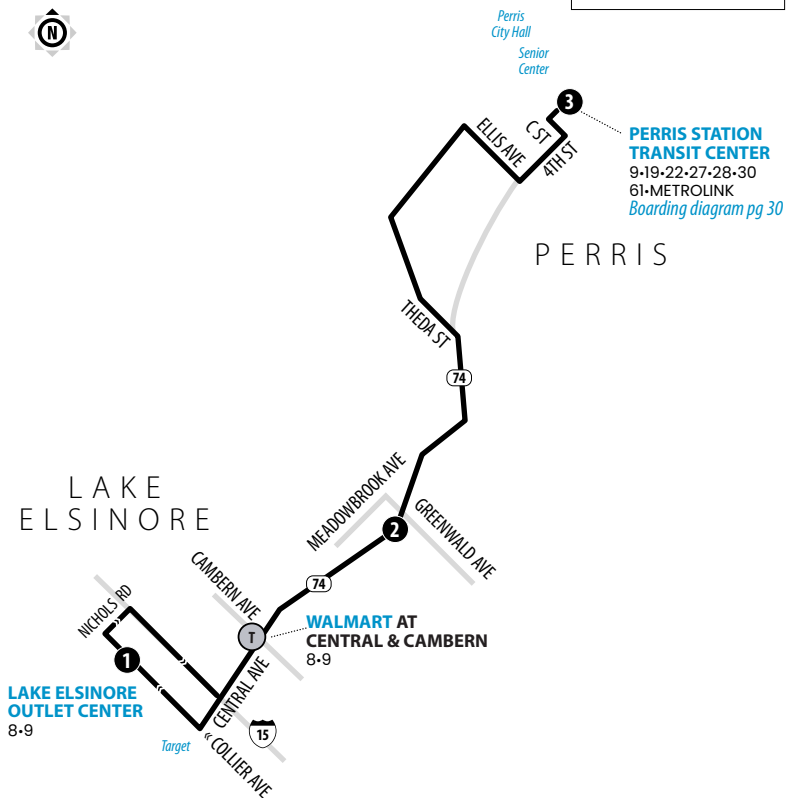 N
Perris
City Hall
Senior
Center
3
ELLIS AVE
C ST
4TH ST
PERRIS STATION
TRANSIT CENTER
9•19•22•27•28•30
61•METROLINK
Boarding diagram pg 30
PERRIS
THEDA ST
74
LAKE
ELSINORE
MEADOWBROOK AVE
GREENWALD AVE
2
74
CAMBERN AVE
NICHOLS RD
T
WALMART AT
CENTRAL & CAMBERN
8•9
1
CENTRAL AVE
LAKE ELSINORE
OUTLET CENTER
8•9
15
Target
« COLLIER AVE